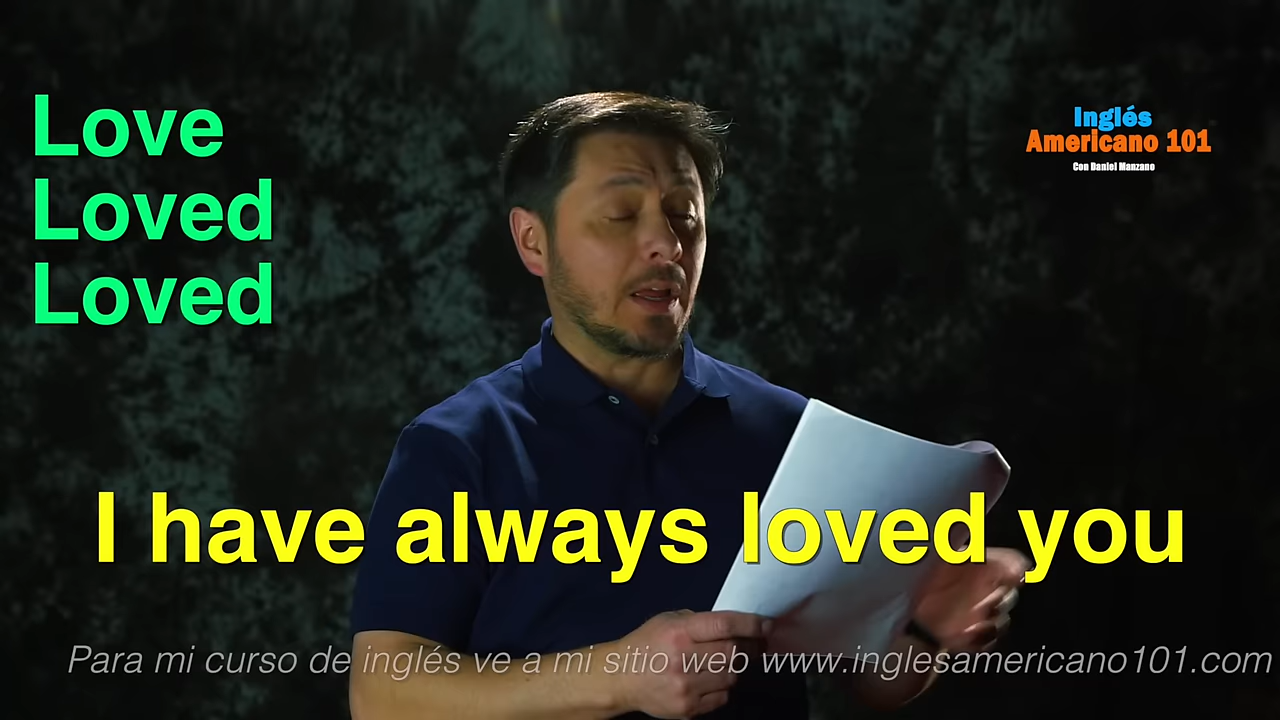 Love
Loved
Loved
Inglés
Americano 101
Con Daniel Manzano
I have always loved you
Para mi curso de inglés ve a mi sitio web www.inglesamericano101.com